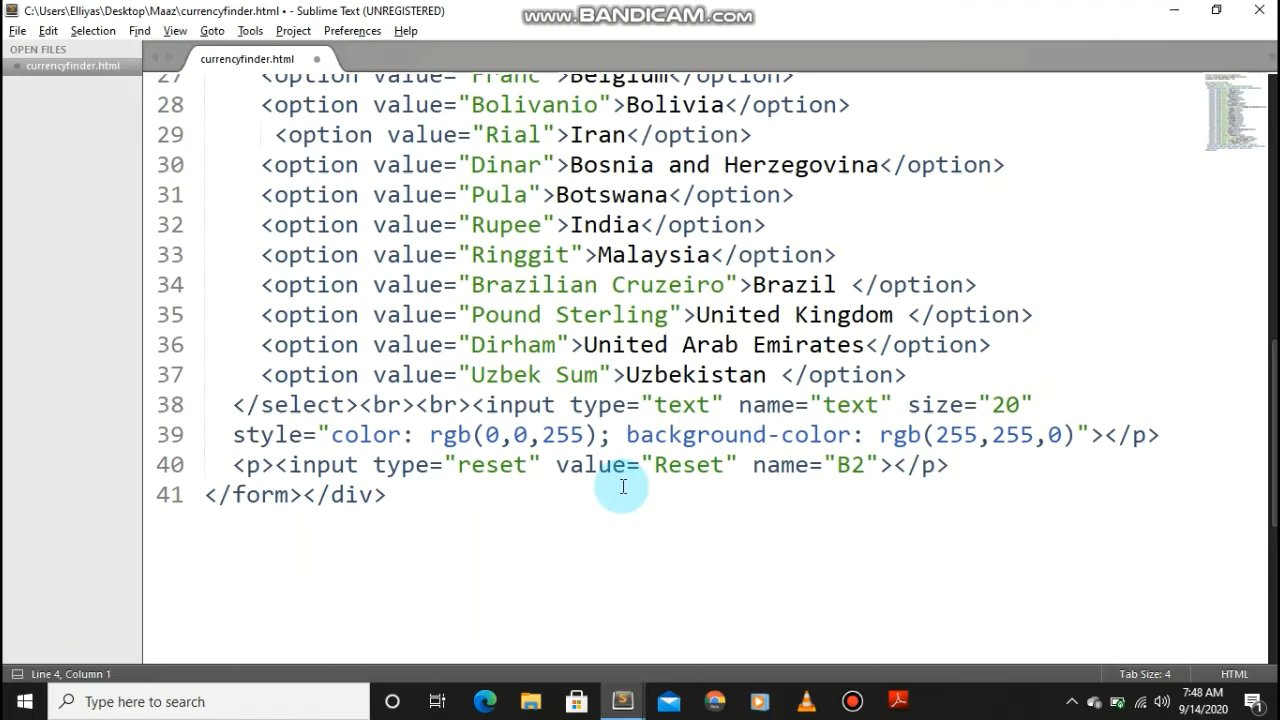 C:\Users\Elliyas\Desktop\Maaz\currencyfinder.html • - Sublime Text (UNREGISTERED)
www.BANDICAM.com
File Edit Selection Find View Goto Tools Project Preferences Help
OPEN FILES
currencyfinder.html
currencyfinder.html
27 <option value="Franc">Belgium</option>
28 <option value="Bolivanio">Bolivia</option>
29 <option value="Rial">Iran</option>
30 <option value="Dinar">Bosnia and Herzegovina</option>
31 <option value="Pula">Botswana</option>
32 <option value="Rupee">India</option>
33 <option value="Ringgit">Malaysia</option>
34 <option value="Brazilian Cruzeiro">Brazil </option>
35 <option value="Pound Sterling">United Kingdom </option>
36 <option value="Dirham">United Arab Emirates</option>
37 <option value="Uzbek Sum">Uzbekistan </option>
38 </select><br><br><input type="text" name="text" size="20"
39 style="color: rgb(0,0,255); background-color: rgb(255,255,0)"></p>
40 <p><input type="reset" value="Reset" name="B2"></p>
41 </form></div>
Line 4, Column 1
Tab Size: 4
HTML
Type here to search
7:48 AM
9/14/2020
1